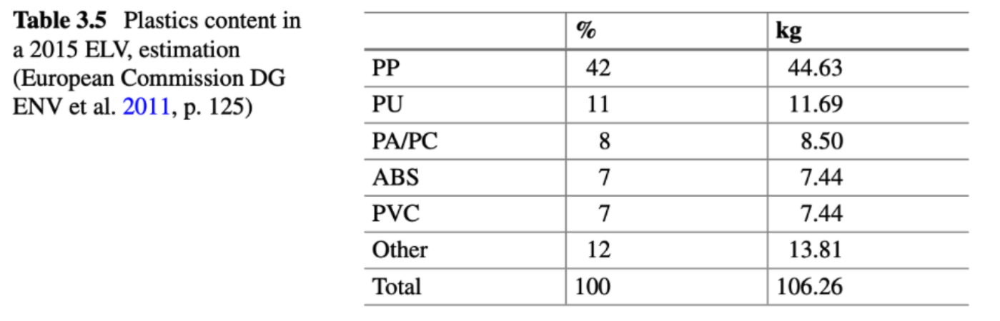 Table 3.5 Plastics content in
a 2015 ELV, estimation
(European Commission DG
ENV et al. 2011, p. 125)
% kg
PP 42 44.63
PU 11 11.69
PA/PC 8 8.50
ABS 7 7.44
PVC 7 7.44
Other 12 13.81
Total 100 106.26